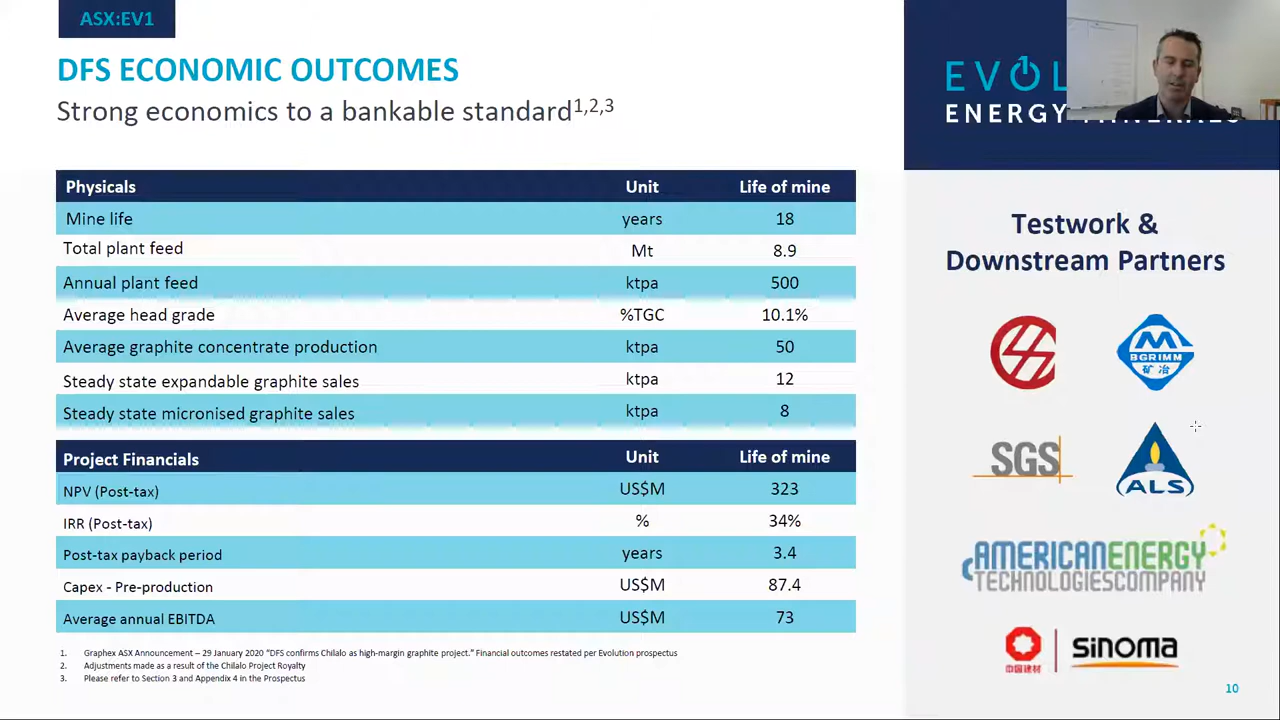 ASX:EV1
DFS ECONOMIC OUTCOMES
Strong economics to a bankable standard1,2,3
ENERGY
Physicals Unit Life of mine
Mine life years 18
Total plant feed Mt 8.9
Annual plant feed ktpa 500
Average head grade %TGC 10.1%
Average graphite concentrate production ktpa 50
Steady state expandable graphite sales ktpa 12
Steady state micronised graphite sales ktpa 8
Project Financials Unit Life of mine
NPV (Post-tax) US$M 323
IRR (Post-tax) % 34%
Post-tax payback period years 3.4
Capex - Pre-production US$M 87.4
Average annual EBITDA US$M 73
1. Graphex ASX Announcement – 29 January 2020 “DFS confirms Chilalo as high-margin graphite project.” Financial outcomes restated per Evolution prospectus
2. Adjustments made as a result of the Chilalo Project Royalty
3. Please refer to Section 3 and Appendix 4 in the Prospectus
Testwork &
Downstream Partners
BGRIMM
矿冶
SGS
ALS
AMERICANENERGY
TECHNOLOGIESCOMPANY
中国建材
sinoma
10